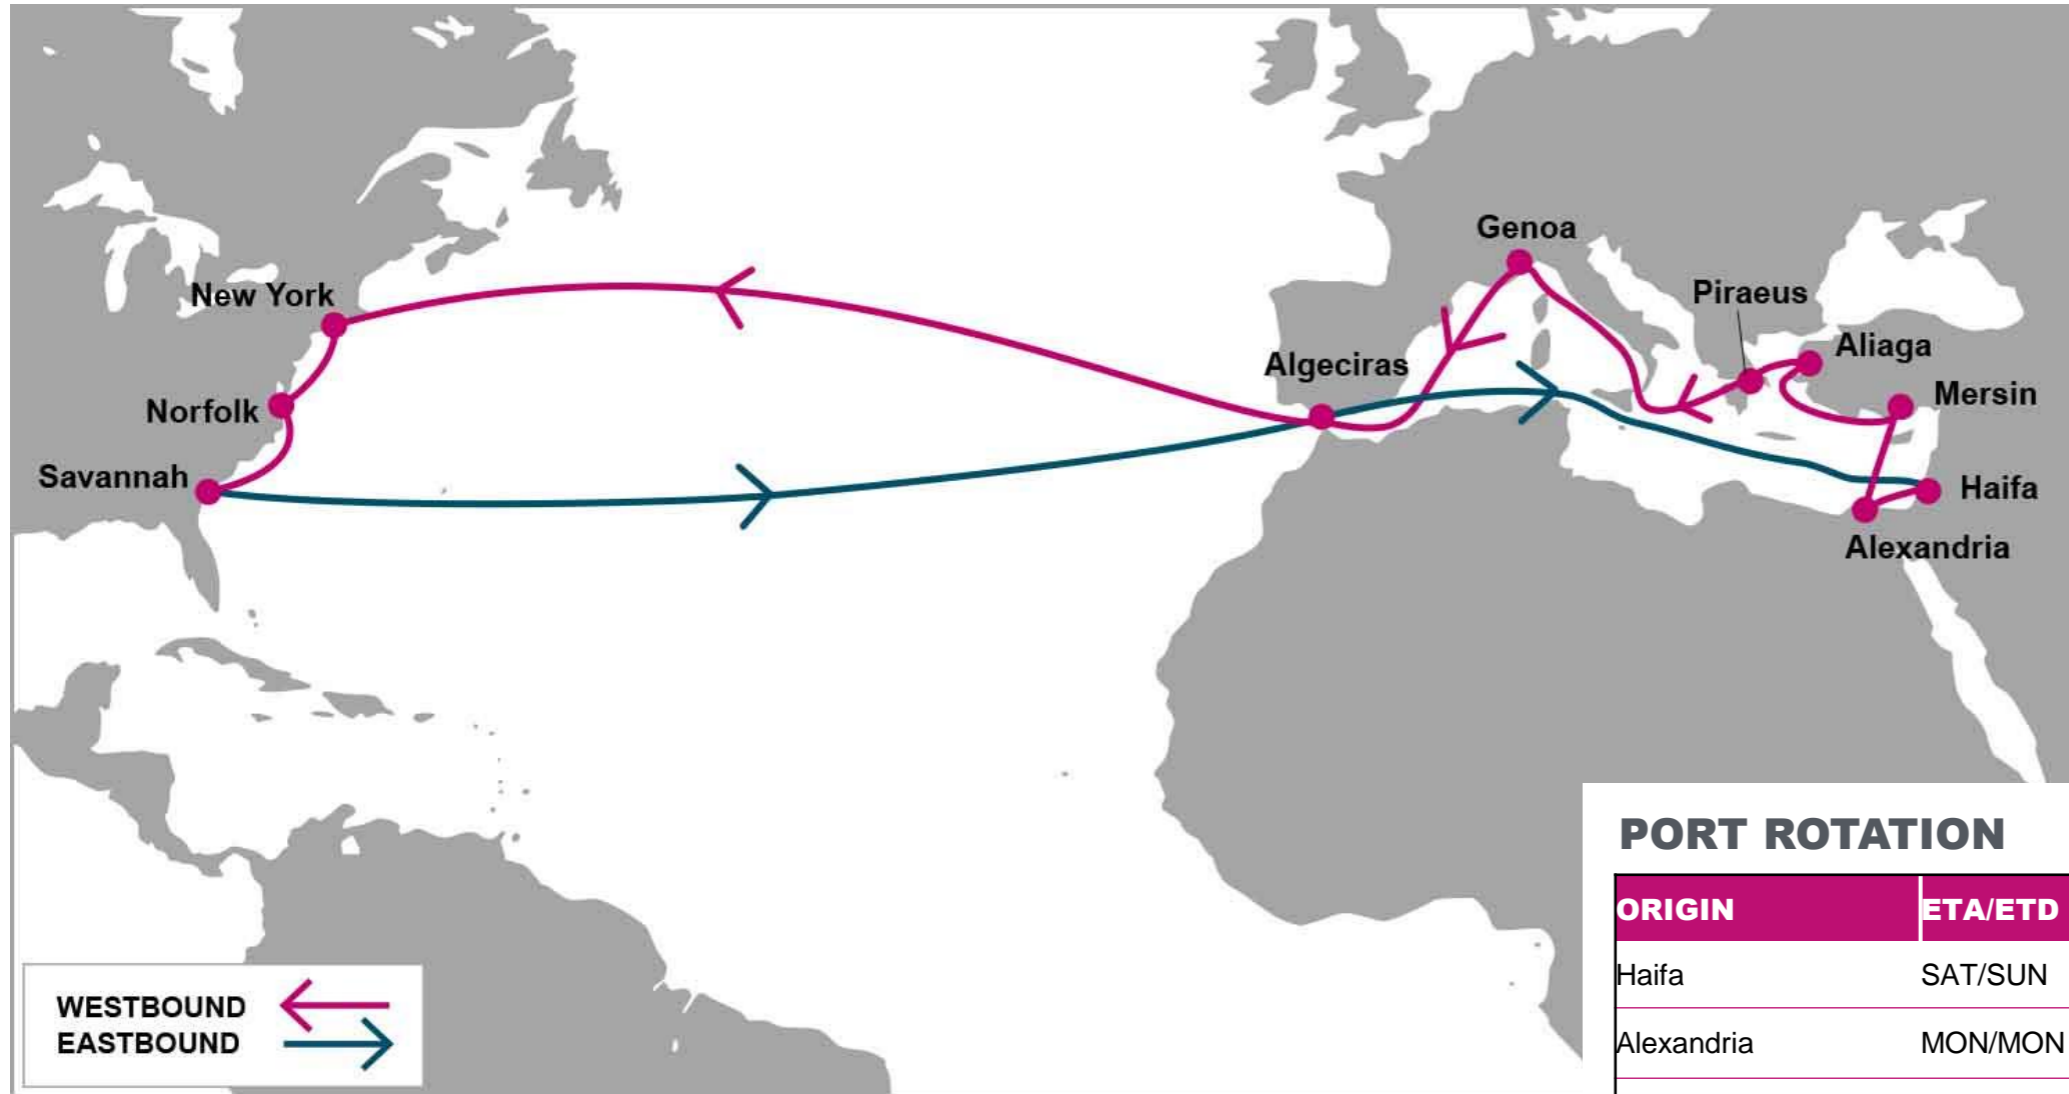 Genoa
Piraeus
New York
Aliaga
Algeciras
Mersin
Norfolk
Savannah
Haifa
Alexandria
PORT ROTATION
ORIGIN ETA/ETD
Haifa SAT/SUN
Alexandria MON/MON
WESTBOUND
EASTBOUND